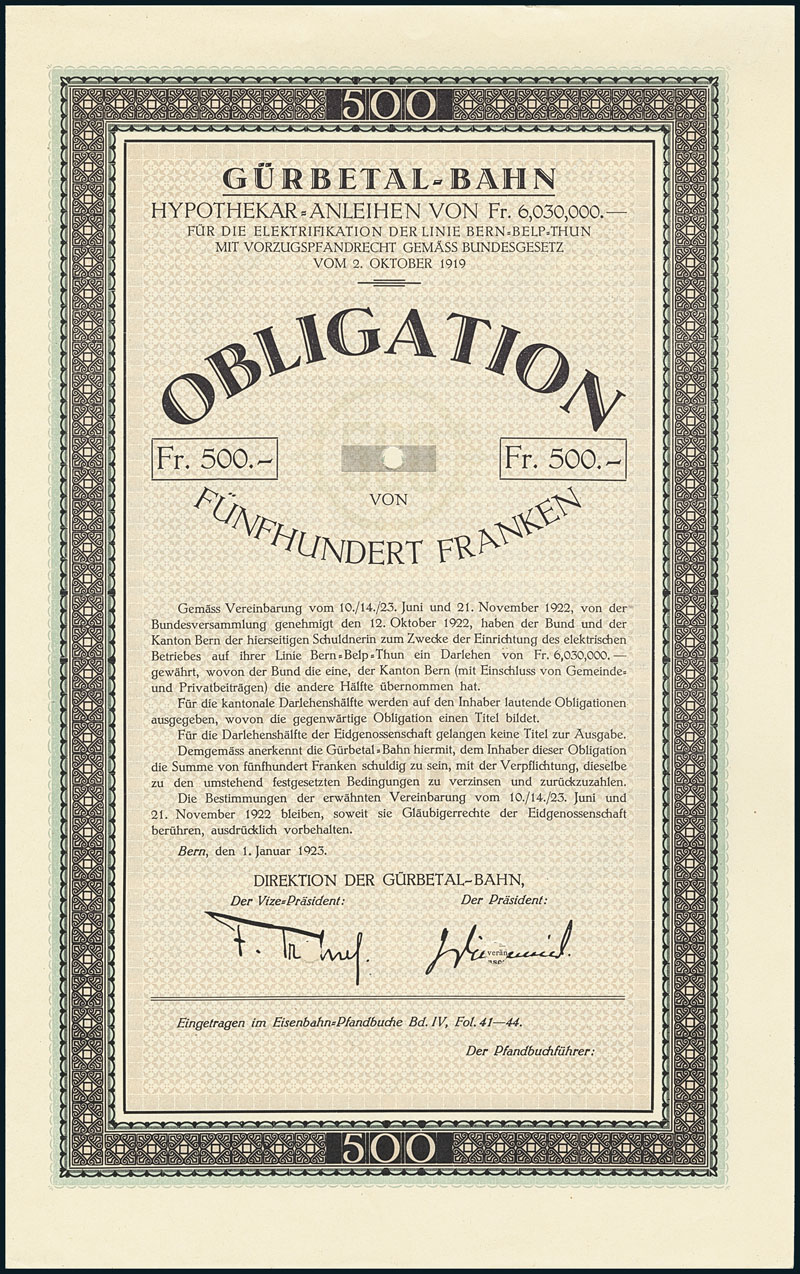 500
GÜRBETAL=BAHN
HYPOTHEKAR=ANLEIHEN VON Fr. 6,030,000.—
FÜR DIE ELEKTRIFIKATION DER LINIE BERN=BELP=THUN
MIT VORZUGSPFANDRECHT GEMÄSS BUNDESGESETZ
VOM 2. OKTOBER 1919
OBLIGATION
Fr. 500.–
Fr. 500.–
VON
FÜNFHUNDERT FRANKEN
Gemäss Vereinbarung vom 10./14./23. Juni und 21. November 1922, von der
Bundesversammlung genehmigt den 12. Oktober 1922, haben der Bund und der
Kanton Bern der hierseitigen Schuldnerin zum Zwecke der Einrichtung des elektrischen
Betriebes auf ihrer Linie Bern=Belp=Thun ein Darlehen von Fr. 6,030,000.—
gewährt, wovon der Bund die eine, der Kanton Bern (mit Einschluss von Gemeinde=
und Privatbeiträgen) die andere Hälfte übernommen hat.
Für die kantonale Darlehenshälfte werden auf den Inhaber lautende Obligationen
ausgegeben, wovon die gegenwärtige Obligation einen Titel bildet.
Für die Darlehenshälfte der Eidgenossenschaft gelangen keine Titel zur Ausgabe.
Demgemäss anerkennt die Gürbetal=Bahn hiermit, dem Inhaber dieser Obligation
die Summe von fünfhundert Franken schuldig zu sein, mit der Verpflichtung, dieselbe
zu den umstehend festgesetzten Bedingungen zu verzinsen und zurückzuzahlen.
Die Bestimmungen der erwähnten Vereinbarung vom 10./14./23. Juni und
21. November 1922 bleiben, soweit sie Gläubigerrechte der Eidgenossenschaft
berühren, ausdrücklich vorbehalten.
Bern, den 1. Januar 1923.
DIREKTION DER GÜRBETAL–BAHN,
Der Vize=Präsident:
Der Präsident:
Eingetragen im Eisenbahn=Pfandbuche Bd. IV, Fol. 41—44.
Der Pfandbuchführer:
500